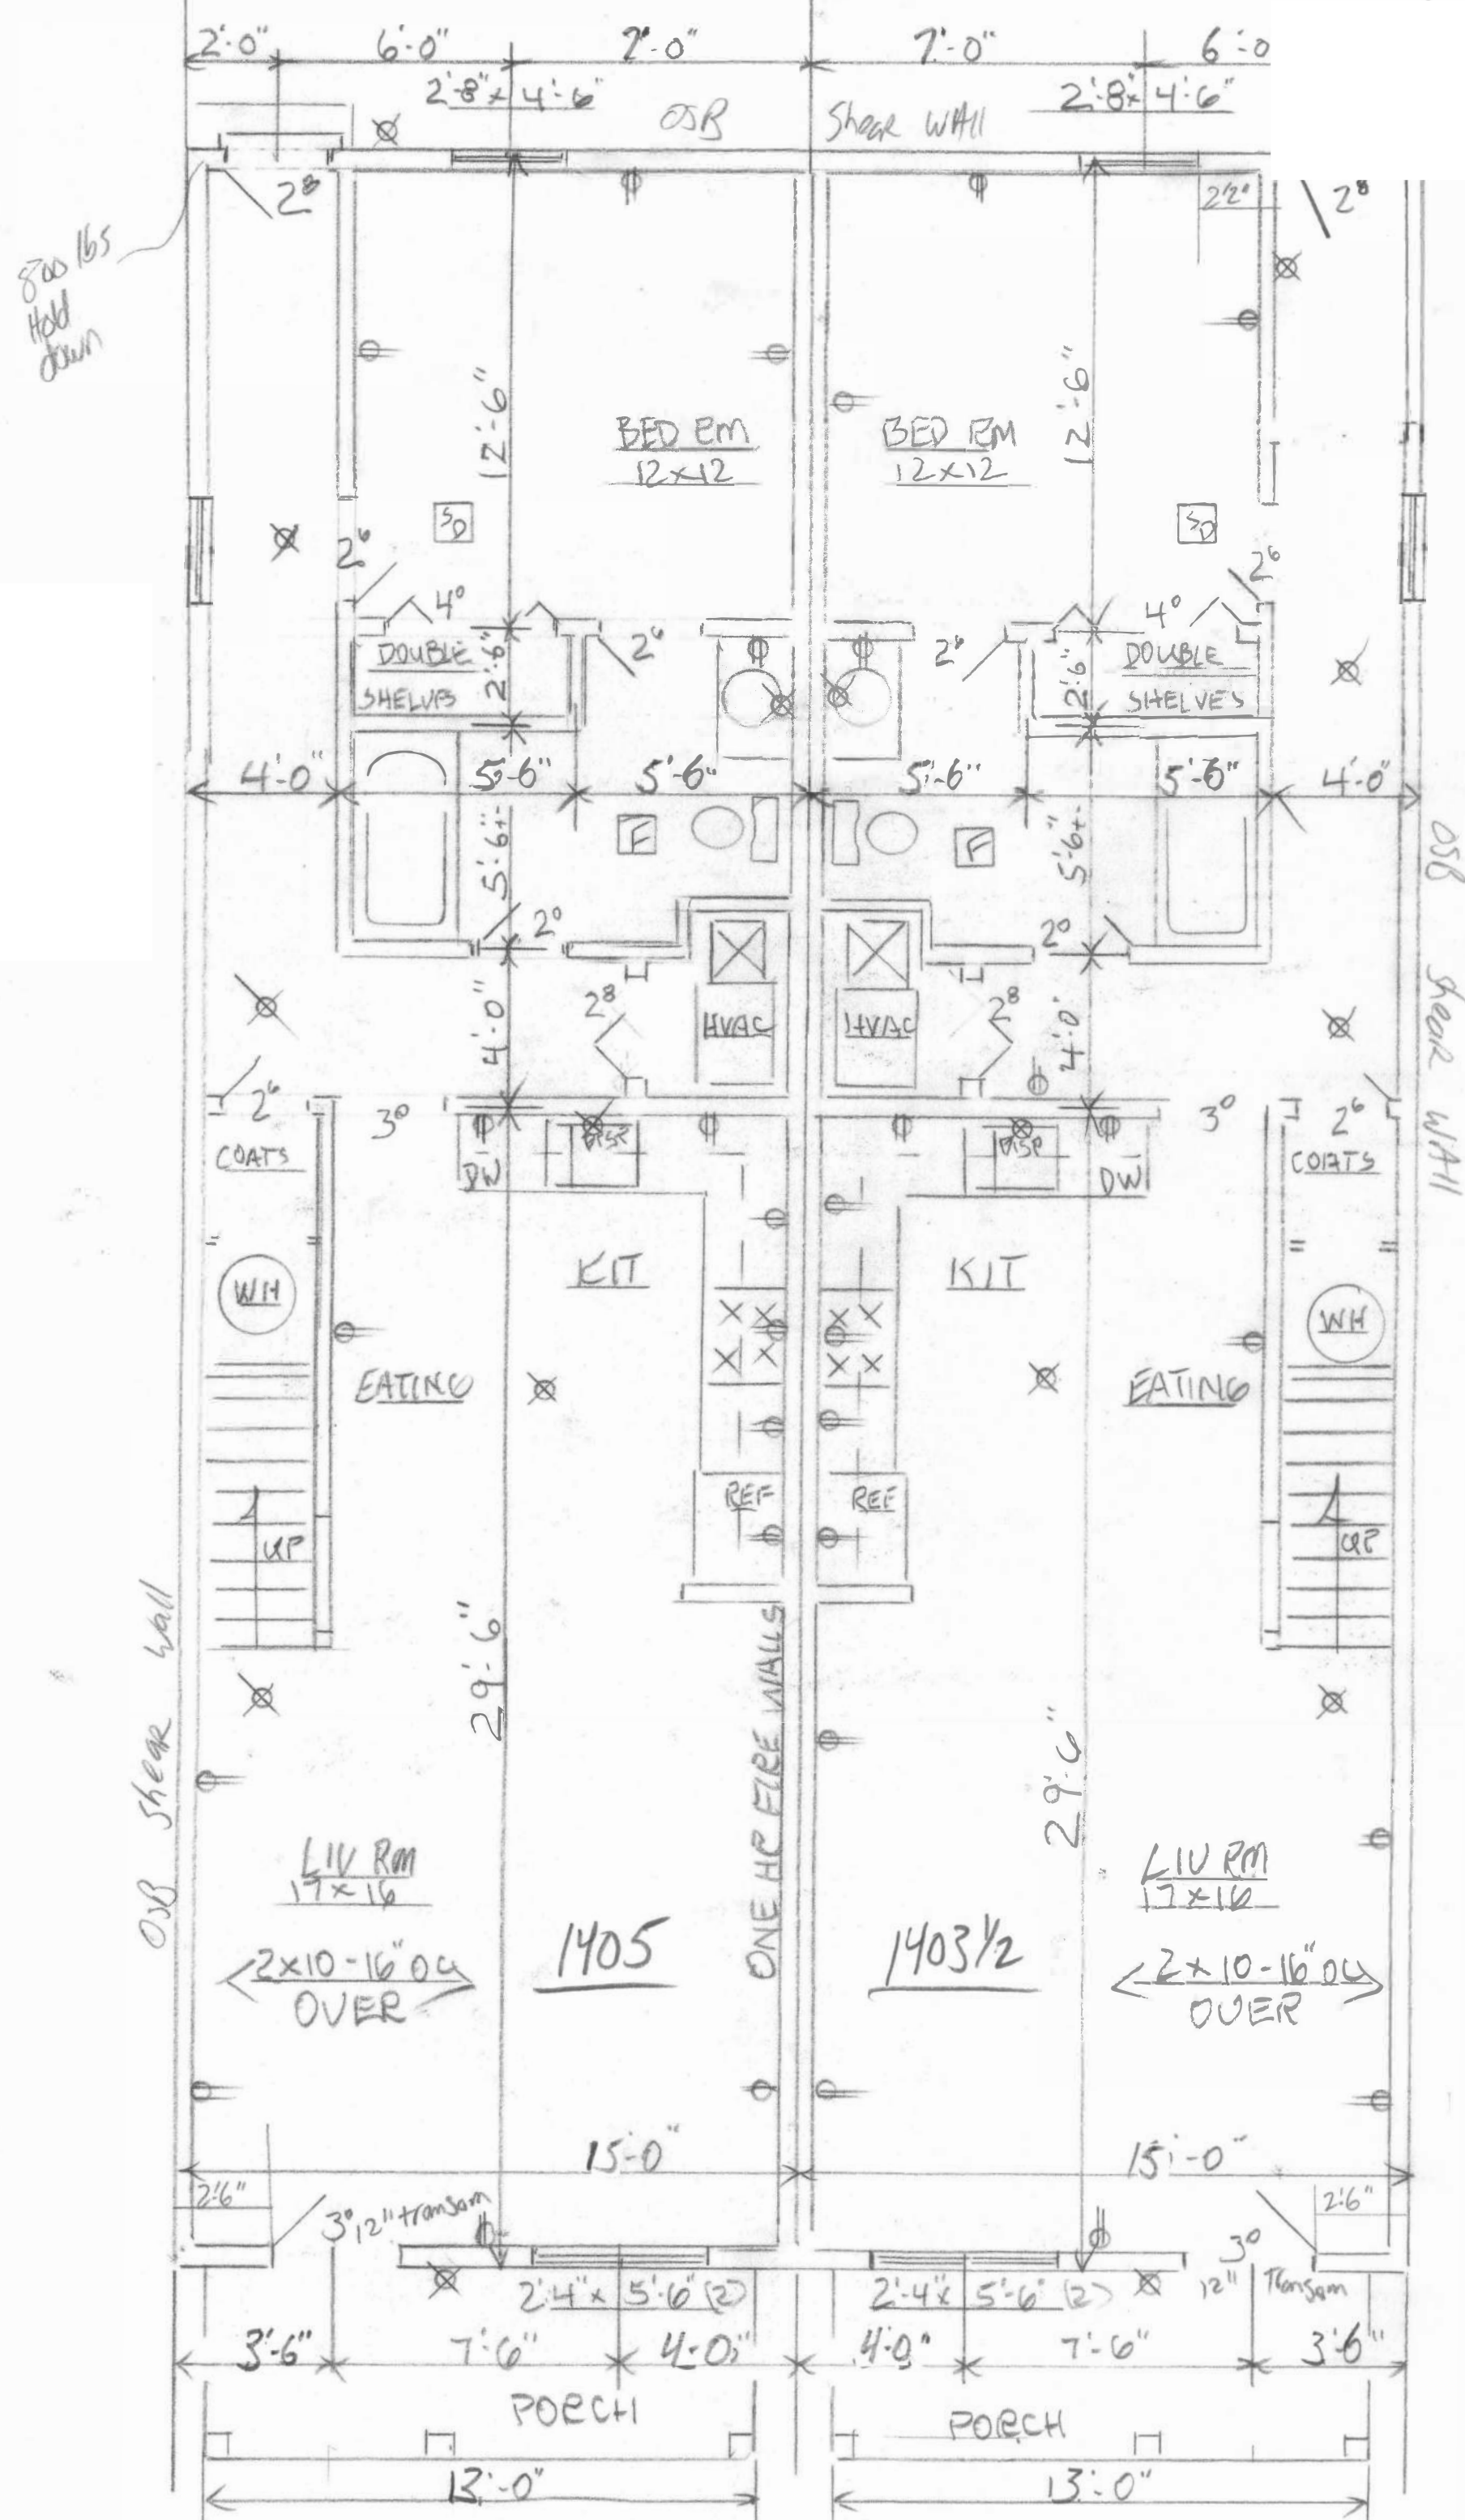 2'-0" 6'-0" 7'-0" 7'-0" 6'-0
2'-8" x 4'-6" OSB Shear WAll 2'-8" x 4'-6"
2⁸ 2'2" 2⁸
800 lbs
Hold
down
12'-6" 12'-6"
BED RM BED RM
12x12 12x12
SD SD
2⁶ 2⁶
4⁰ 4⁰
DOUBLE 2'-6" 2⁶ 2⁶ 2'-6" DOUBLE
SHELVES SHELVES
4'-0" 5'-6" 5'-6" 5'-6" 5'-6" 4'-0"
5'-6"+- F F 5'-6"+-
OSB Shear WAll
2⁰ 2⁰
4'-0" 2⁸ HVAC HVAC 2⁸ 4'-0"
2⁶ 3⁰ 3⁰ 2⁶
COATS DW DISP DISP DW COATS
KIT KIT
WH WH
EATING EATING
REF REF
UP UP
OSB Shear Wall
29'-6" ONE HR FIRE WALLS 29'-6"
LIV RM LIV RM
17x16 17x16
1405 1403½
2x10-16" OC 2x10-16" OC
OVER OVER
15'-0" 15'-0"
2'6" 2'6"
3⁰ 12" transom 3⁰
12" Transom
2'-4" x 5'-6" (2) 2'-4" x 5'-6" (2)
3'-6" 7'-6" 4'-0" 4'-0" 7'-6" 3'-6"
PORCH PORCH
13'-0" 13'-0"